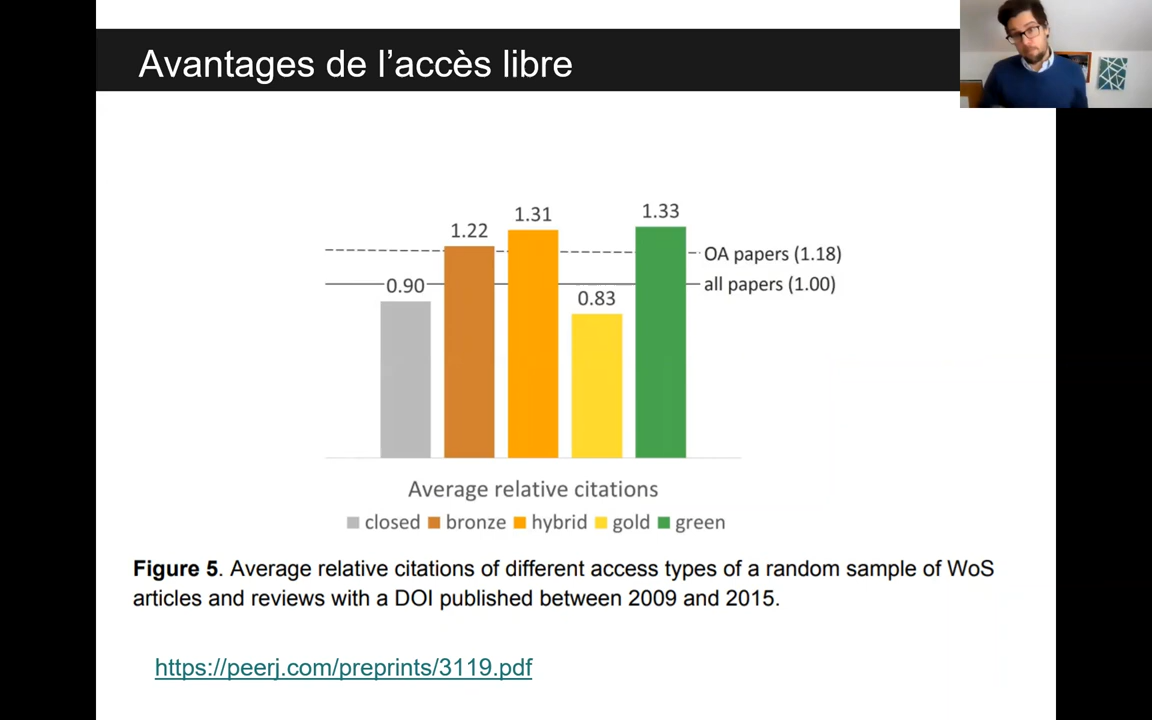 Avantages de l’accès libre
1.22
1.31
1.33
0.90
0.83
OA papers (1.18)
all papers (1.00)
Average relative citations
closed bronze hybrid gold green
Figure 5. Average relative citations of different access types of a random sample of WoS
articles and reviews with a DOI published between 2009 and 2015.
https://peerj.com/preprints/3119.pdf